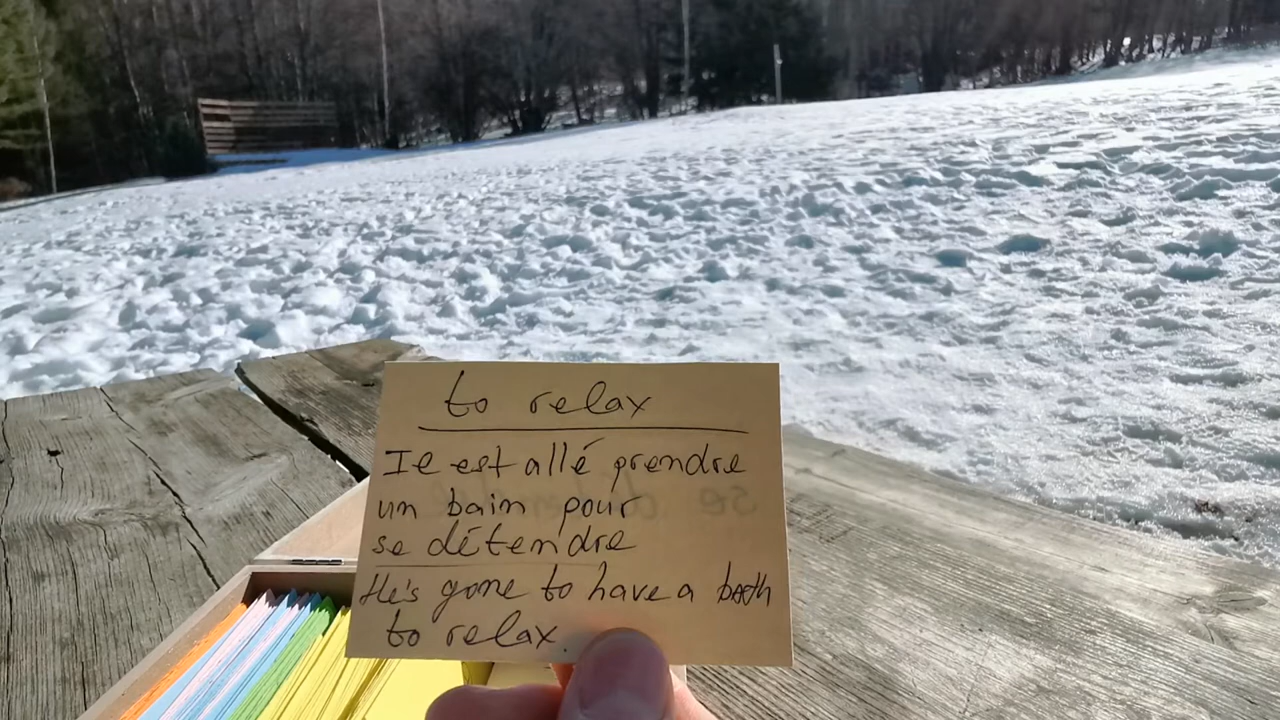 to relax
Il est allé prendre
un bain pour
se détendre
He's gone to have a bath
to relax.